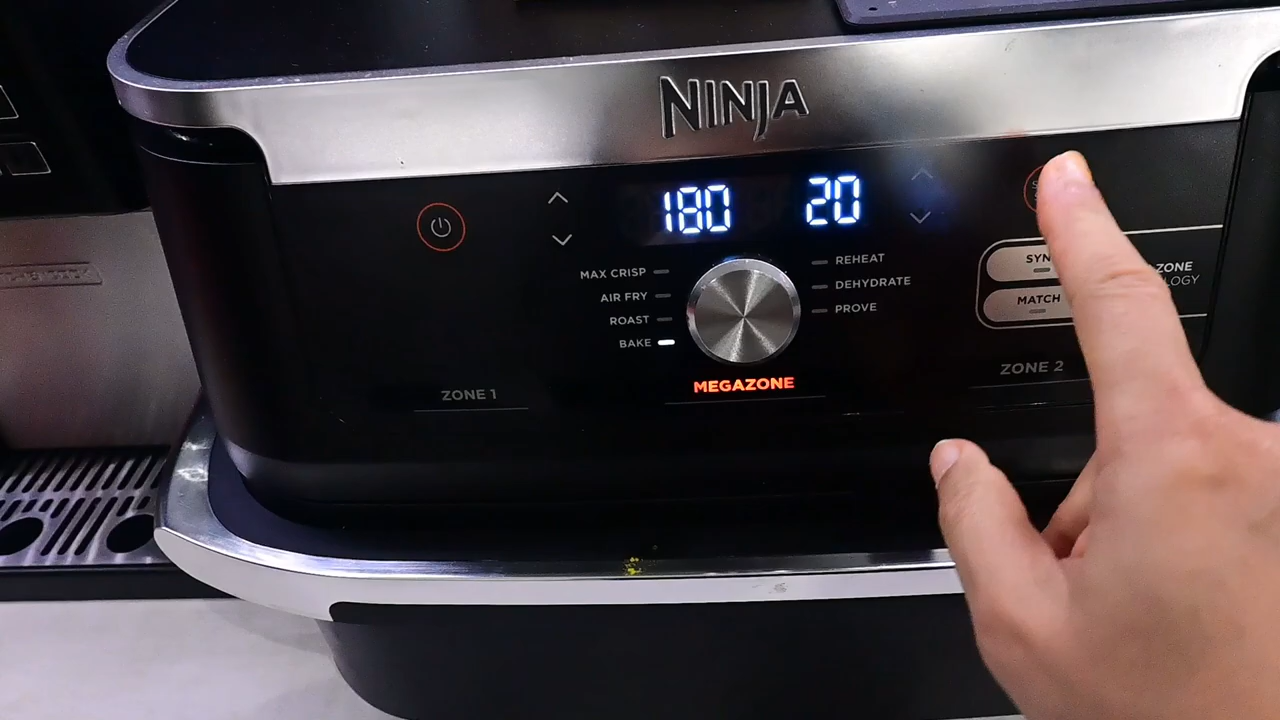 NINJA
180 20
MAX CRISP
AIR FRY
ROAST
BAKE
REHEAT
DEHYDRATE
PROVE
MEGAZONE
ZONE 1
ZONE 2
MATCH
ZONE